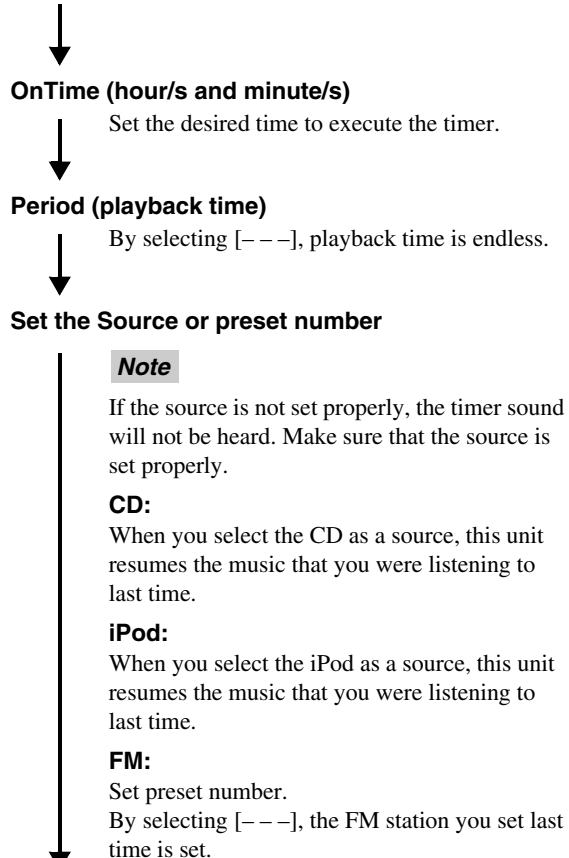 OnTime (hour/s and minute/s)
Set the desired time to execute the timer.
Period (playback time)
By selecting [– – –], playback time is endless.
Set the Source or preset number
Note
If the source is not set properly, the timer sound
will not be heard. Make sure that the source is
set properly.
CD:
When you select the CD as a source, this unit
resumes the music that you were listening to
last time.
iPod:
When you select the iPod as a source, this unit
resumes the music that you were listening to
last time.
FM:
Set preset number.
By selecting [– – –], the FM station you set last
time is set.